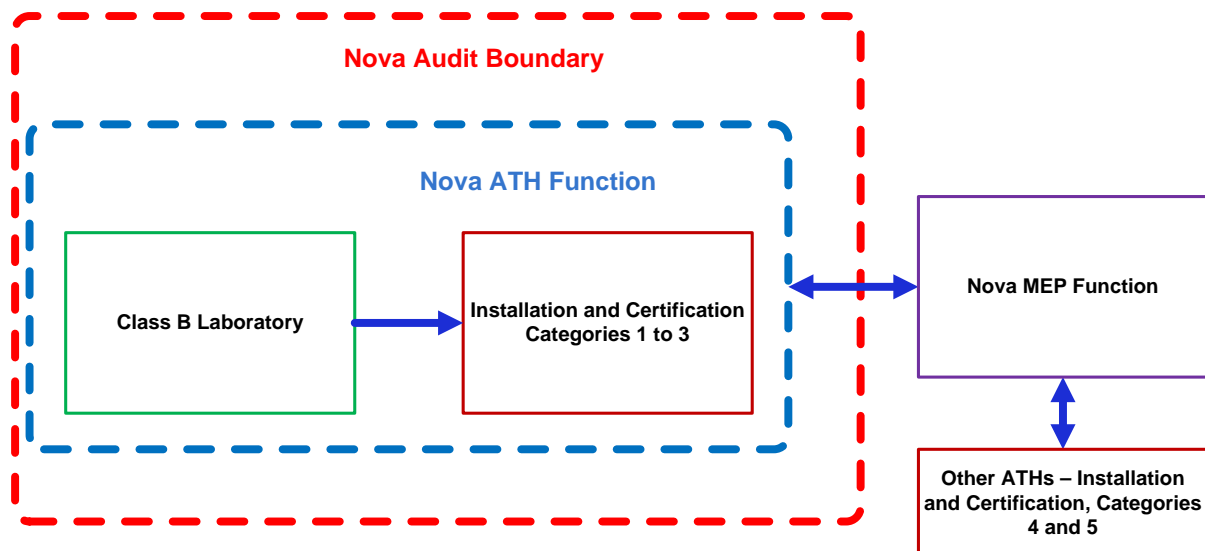 Nova Audit Boundary
Nova ATH Function
Class B Laboratory
Installation and Certification
Categories 1 to 3
Nova MEP Function
Other ATHs – Installation
and Certification, Categories
4 and 5